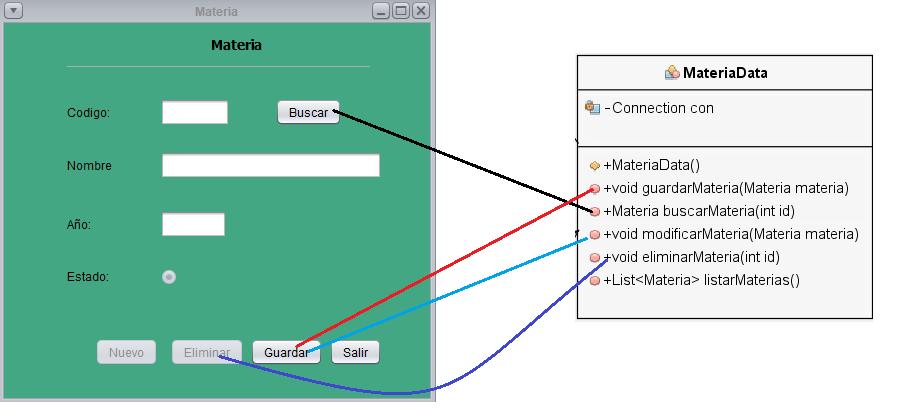 Materia
Materia
Codigo:
Buscar
Nombre
Año:
Estado:
Nuevo Eliminar Guardar Salir
MateriaData
-Connection con
+MateriaData()
+void guardarMateria(Materia materia)
+Materia buscarMateria(int id)
+void modificarMateria(Materia materia)
+void eliminarMateria(int id)
+List<Materia> listarMaterias()